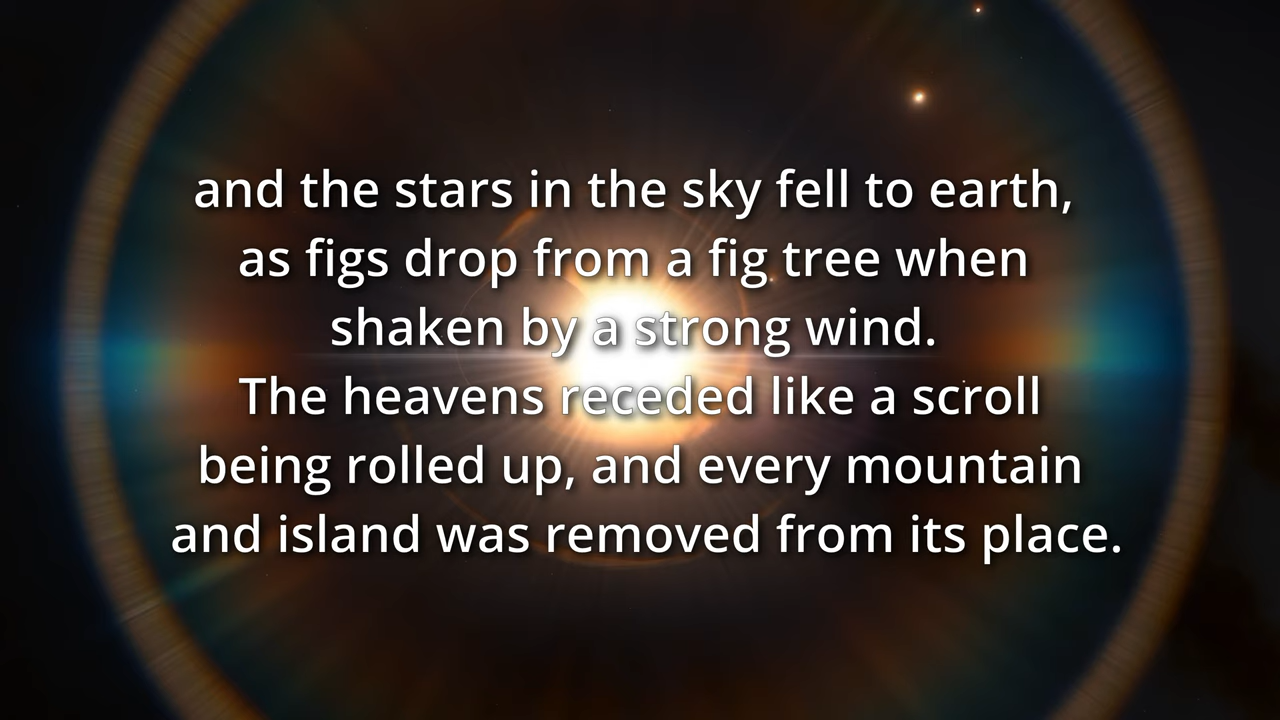 and the stars in the sky fell to earth,
as figs drop from a fig tree when
shaken by a strong wind.
The heavens receded like a scroll
being rolled up, and every mountain
and island was removed from its place.